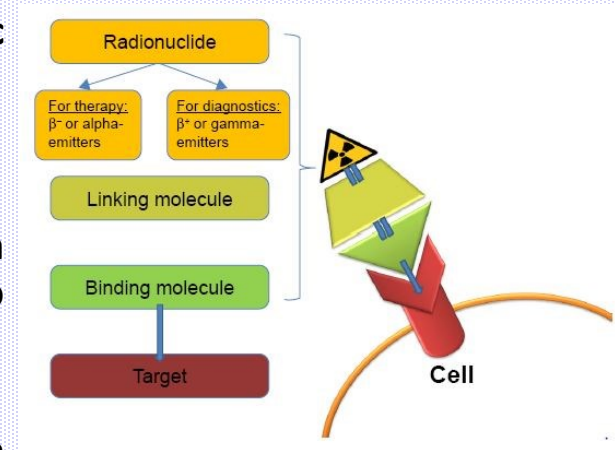 Radionuclide
For therapy:
β⁻ or alpha-
emitters
For diagnostics:
β⁺ or gamma-
emitters
Linking molecule
Binding molecule
Target
Cell